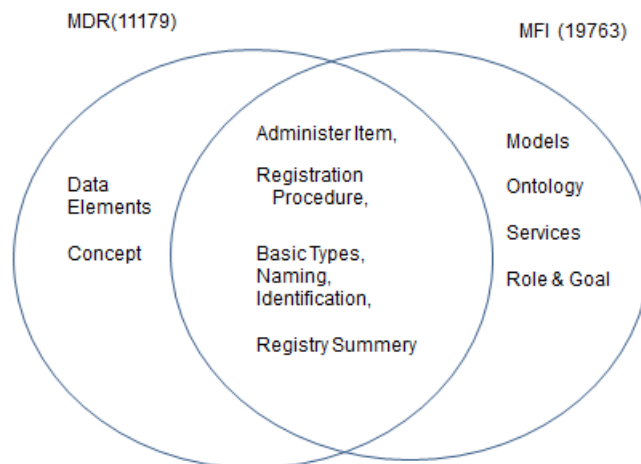 MDR(11179)
MFI (19763)
Data
Elements
Concept
Administer Item,
Registration
Procedure,
Basic Types,
Naming,
Identification,
Registry Summery
Models
Ontology
Services
Role & Goal